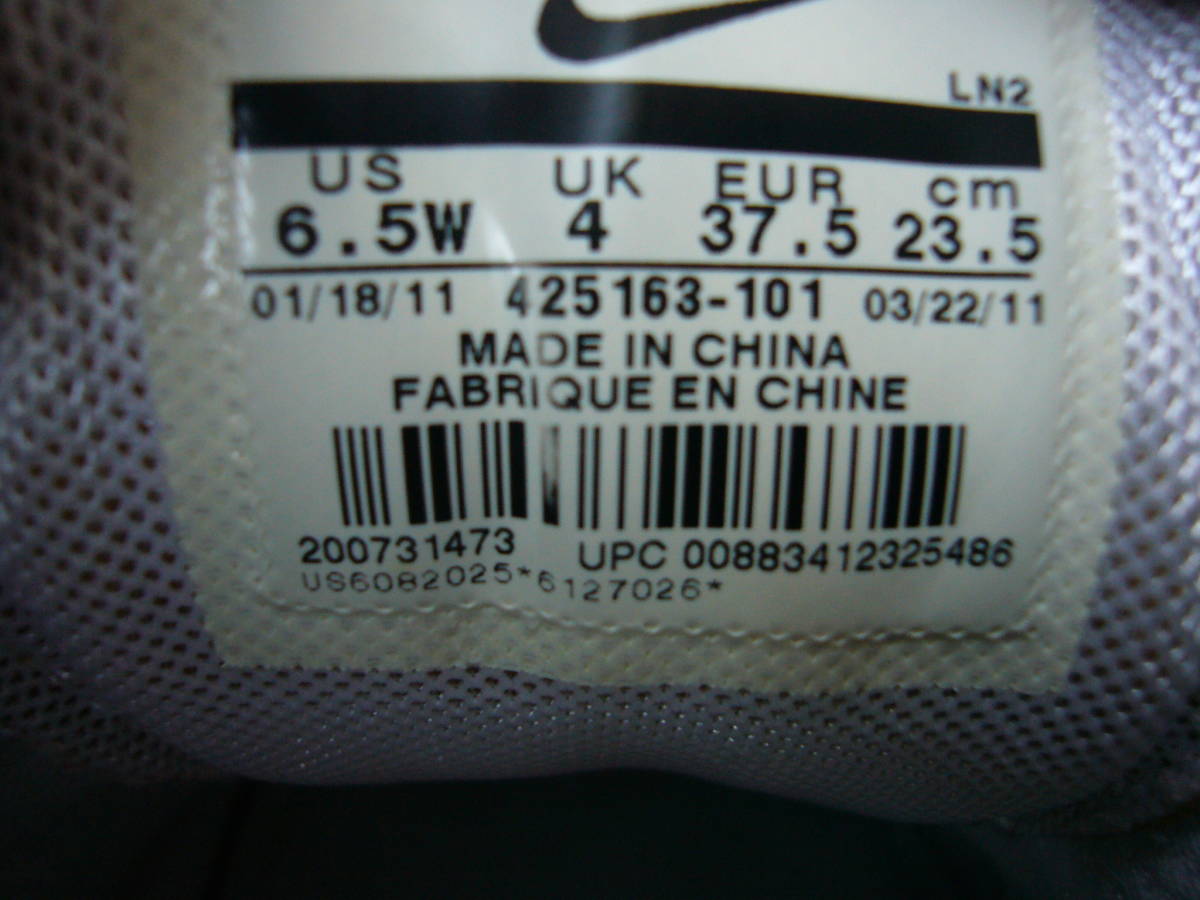 LN2
US UK EUR cm
6.5W 4 37.5 23.5
01/18/11 425163-101 03/22/11
MADE IN CHINA
FABRIQUE EN CHINE
200731473 UPC 00883412325486
US6082025*6127026*